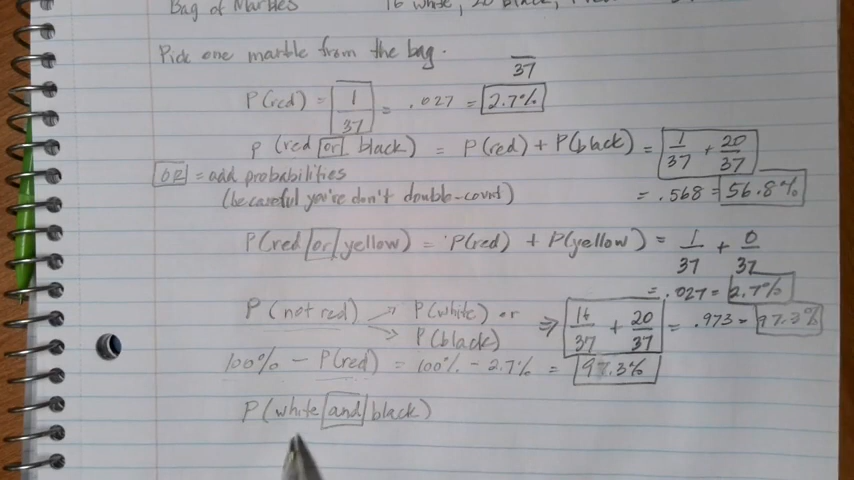 Bag of Marbles 16 white, 20 black, 1 red
Pick one marble from the bag.
37
P(red) = 1/37 = .027 = 2.7%
P(red or black) = P(red) + P(black) = 1/37 + 20/37
OR = add probabilities
(be careful you're don't double-count) = .568 = 56.8%
P(red or yellow) = P(red) + P(yellow) = 1/37 + 0/37
= .027 = 2.7%
P(not red) → P(white) or ⇒ 16/37 + 20/37 = .973 = 97.3%
→ P(black)
100% - P(red) = 100% - 2.7% = 97.3%
P(white and black)